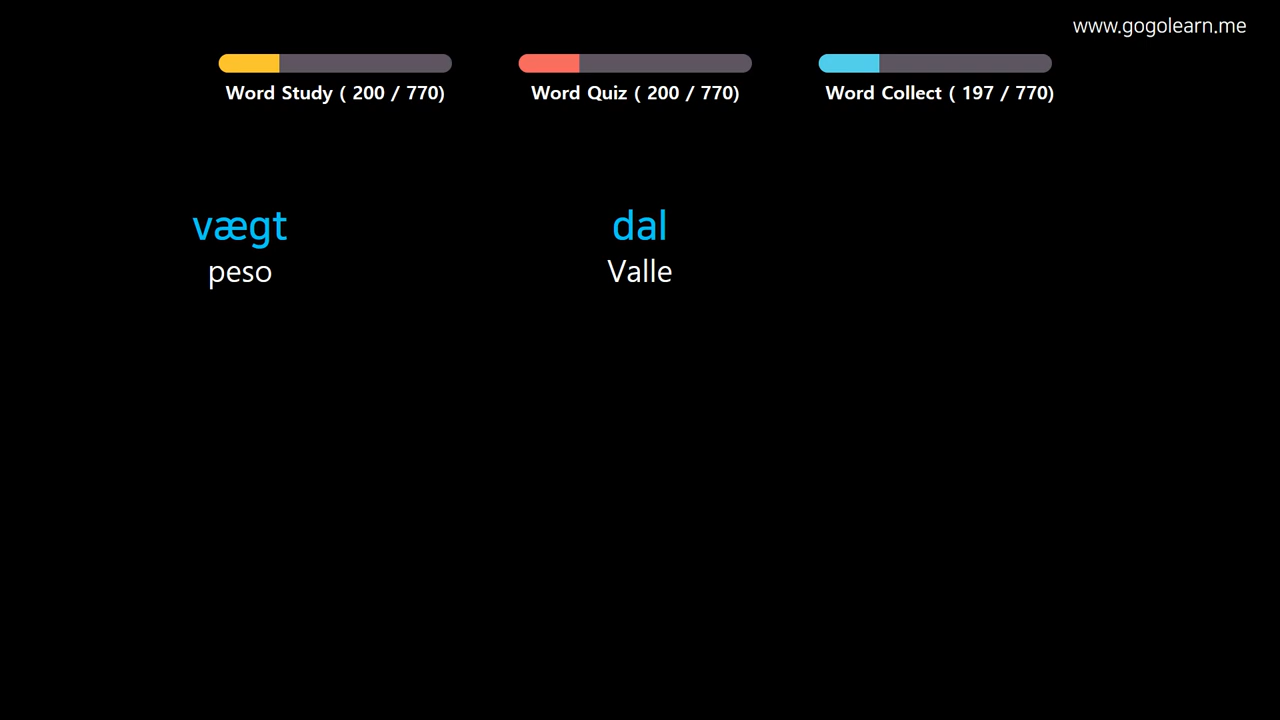 www.gogolearn.me
Word Study ( 200 / 770)
Word Quiz ( 200 / 770)
Word Collect ( 197 / 770)
vægt
peso
dal
Valle